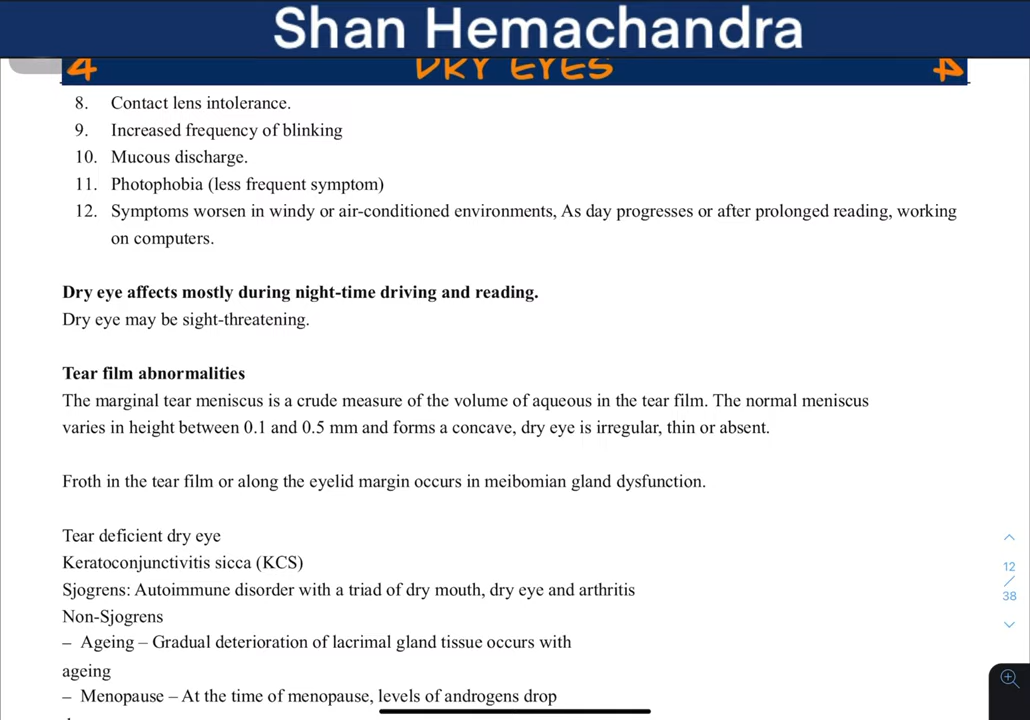 Shan Hemachandra
4 DRY EYES 4
8. Contact lens intolerance.
9. Increased frequency of blinking
10. Mucous discharge.
11. Photophobia (less frequent symptom)
12. Symptoms worsen in windy or air-conditioned environments, As day progresses or after prolonged reading, working
on computers.
Dry eye affects mostly during night-time driving and reading.
Dry eye may be sight-threatening.
Tear film abnormalities
The marginal tear meniscus is a crude measure of the volume of aqueous in the tear film. The normal meniscus
varies in height between 0.1 and 0.5 mm and forms a concave, dry eye is irregular, thin or absent.
Froth in the tear film or along the eyelid margin occurs in meibomian gland dysfunction.
Tear deficient dry eye
Keratoconjunctivitis sicca (KCS)
Sjogrens: Autoimmune disorder with a triad of dry mouth, dry eye and arthritis
Non-Sjogrens
– Ageing – Gradual deterioration of lacrimal gland tissue occurs with
ageing
– Menopause – At the time of menopause, levels of androgens drop
12
/
38